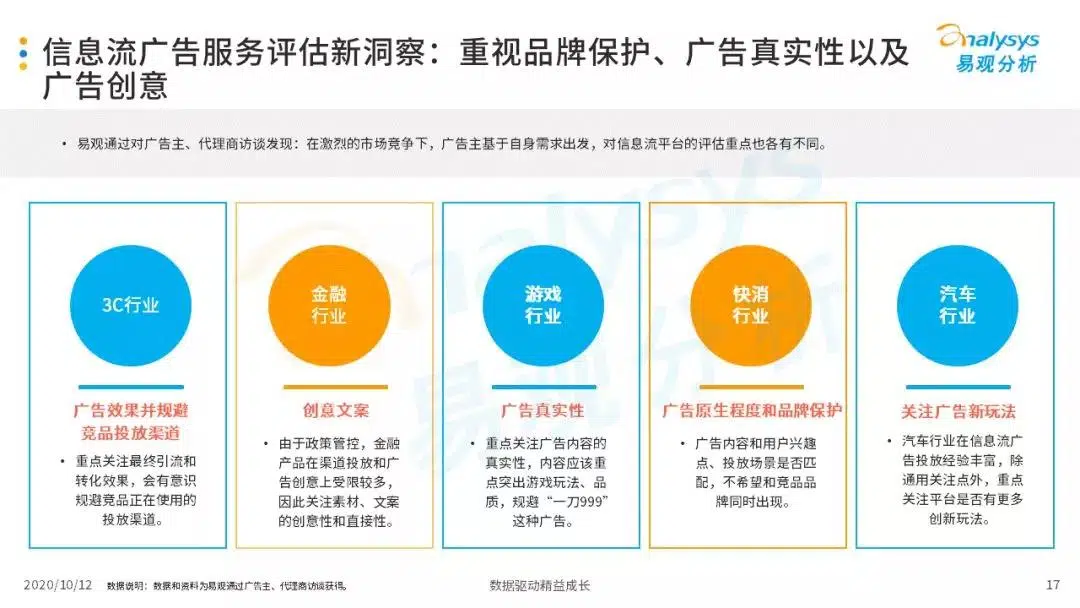 信息流广告服务评估新洞察：重视品牌保护、广告真实性以及
广告创意
analysys
易观分析
• 易观通过对广告主、代理商访谈发现：在激烈的市场竞争下，广告主基于自身需求出发，对信息流平台的评估重点也各有不同。
3C行业
广告效果并规避
竞品投放渠道
• 重点关注最终引流和
转化效果，会有意识
规避竞品正在使用的
投放渠道。
金融
行业
创意文案
• 由于政策管控，金融
产品在渠道投放和广
告创意上受限较多，
因此关注素材、文案
的创意性和直接性。
游戏
行业
广告真实性
• 重点关注广告内容的
真实性，内容应该重
点突出游戏玩法、品
质，规避“一刀999”
这种广告。
快消
行业
广告原生程度和品牌保护
• 广告内容和用户兴趣
点、投放场景是否匹
配，不希望和竞品品
牌同时出现。
汽车
行业
关注广告新玩法
• 汽车行业在信息流广
告投放经验丰富，除
通用关注点外，重点
关注平台是否有更多
创新玩法。
analysys
易观分析
2020/10/12
数据说明：数据和资料为易观通过广告主、代理商访谈获得。
数据驱动精益成长
17